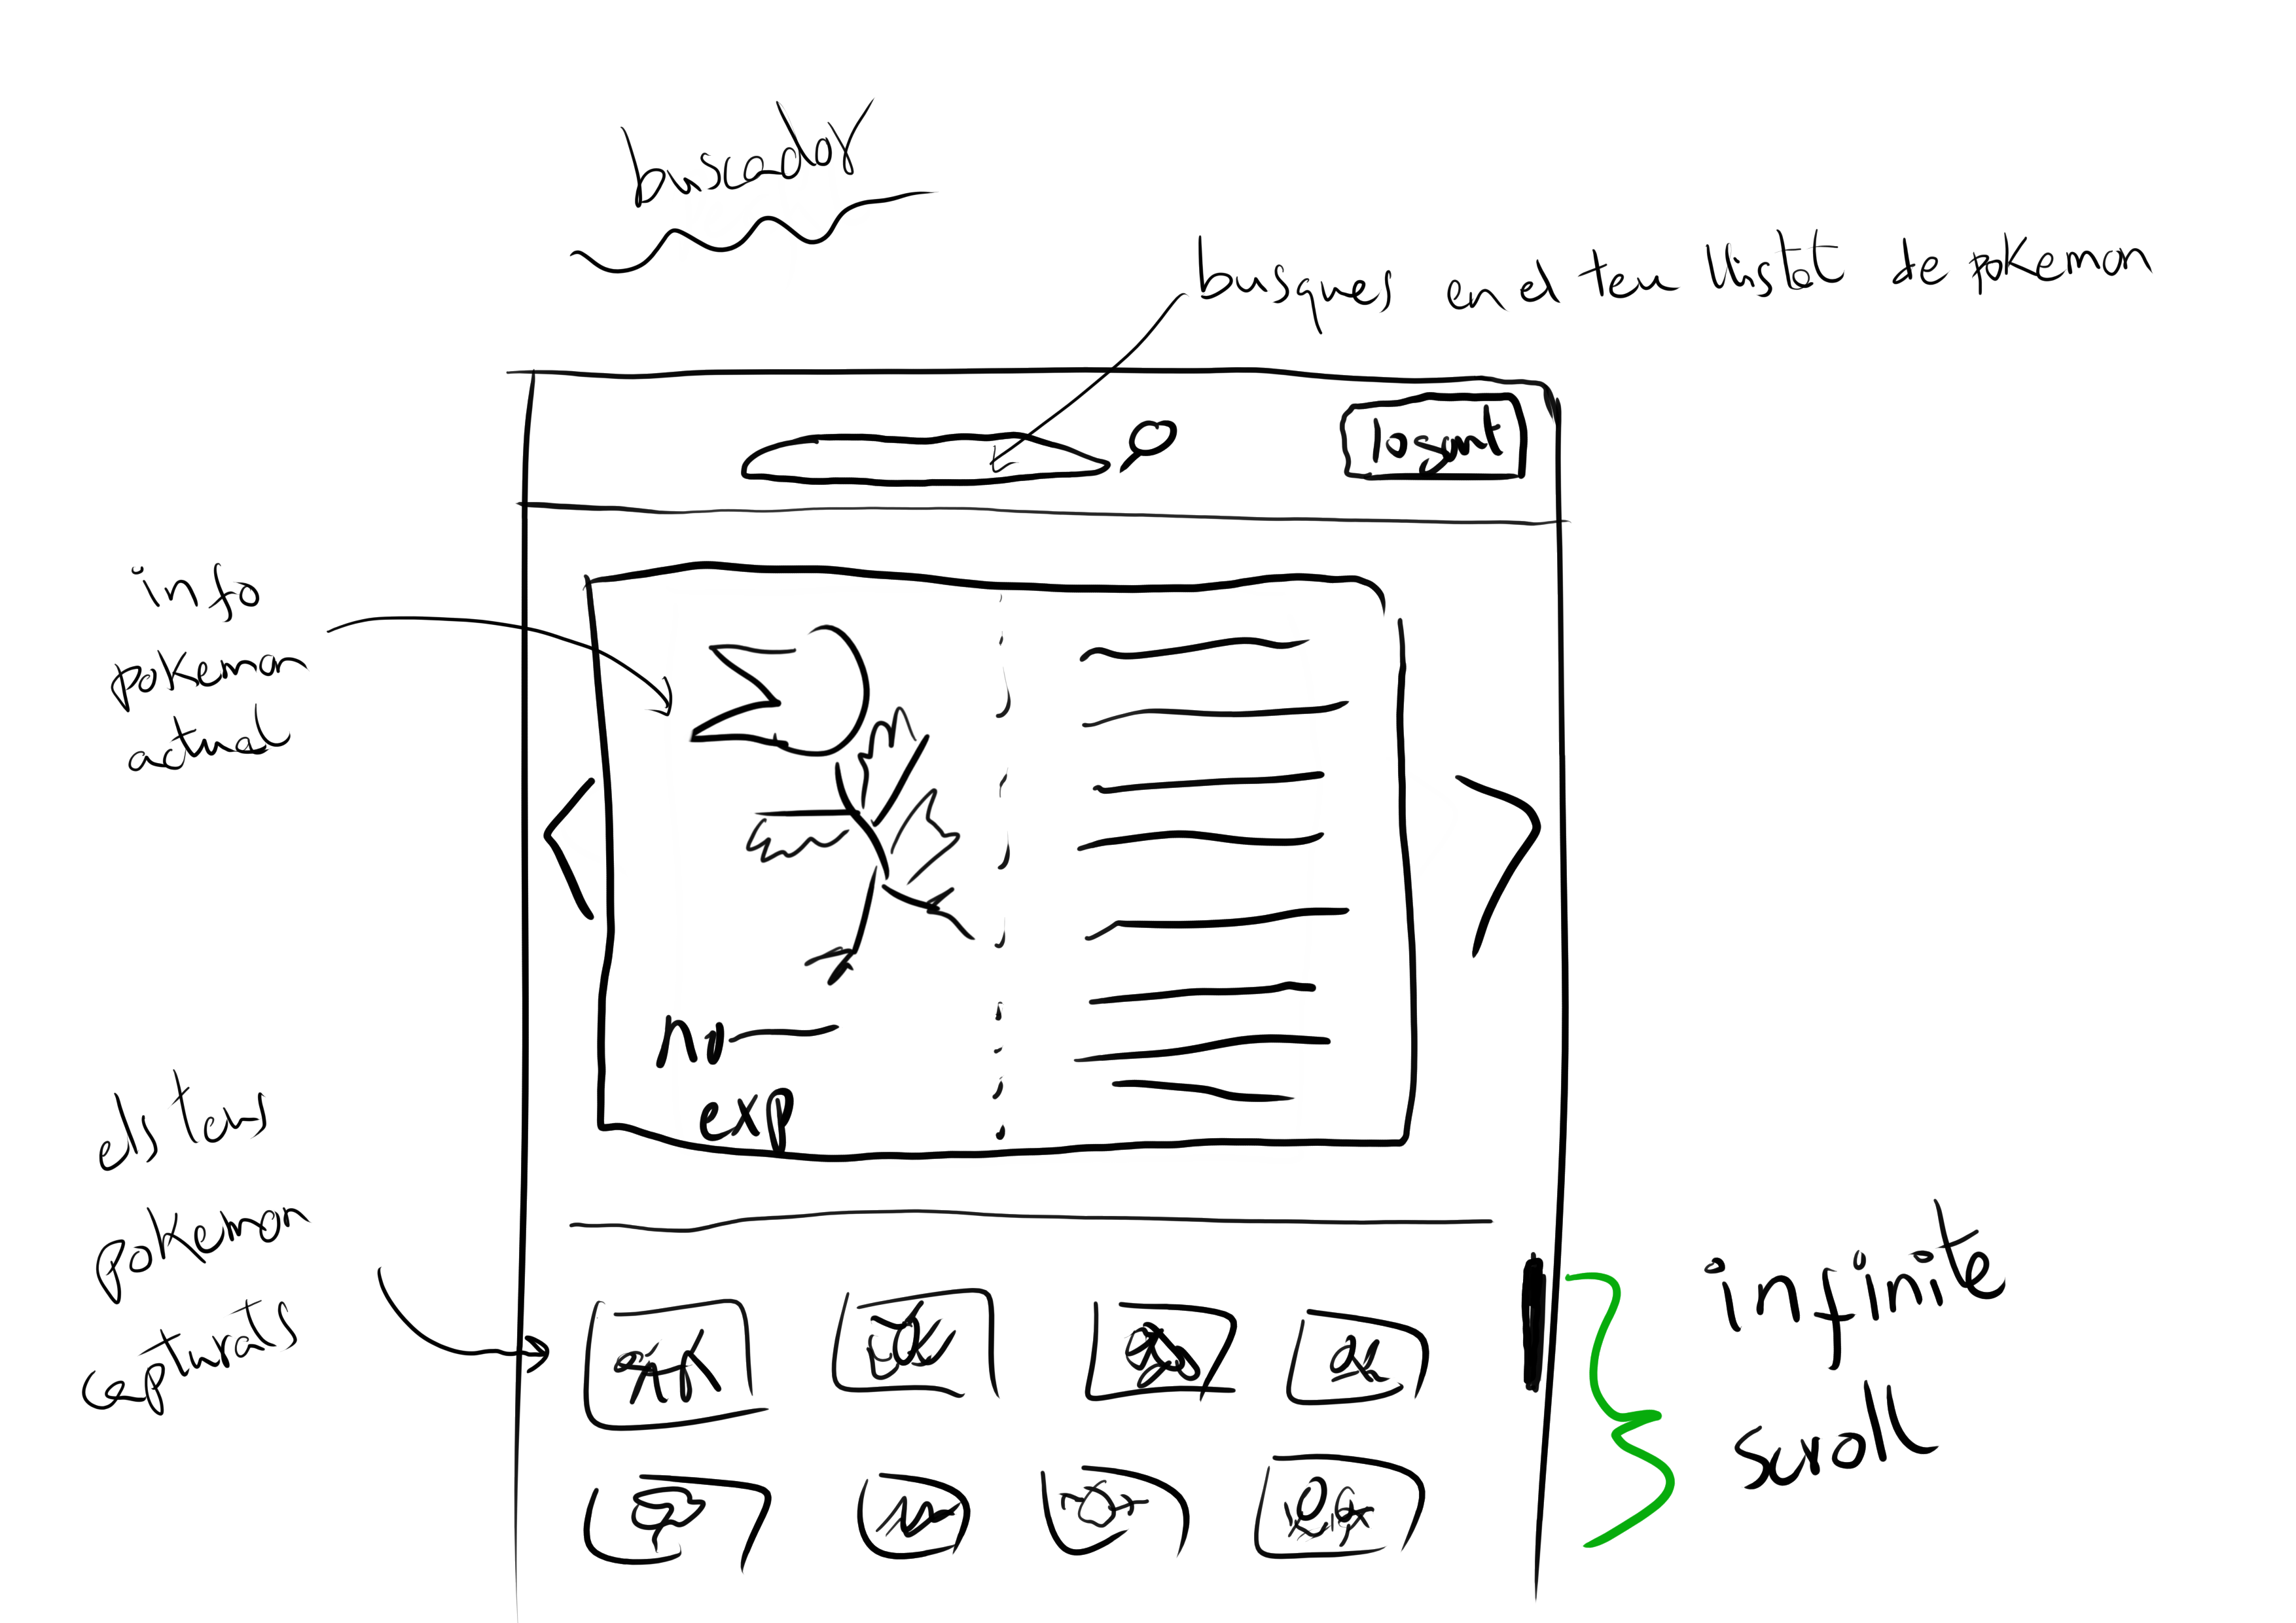 buscador
busques en el teu llistat de pokemon
logout
info
pokemon
actual
no
exp
els teus
pokemon
capturats
infinite
scroll